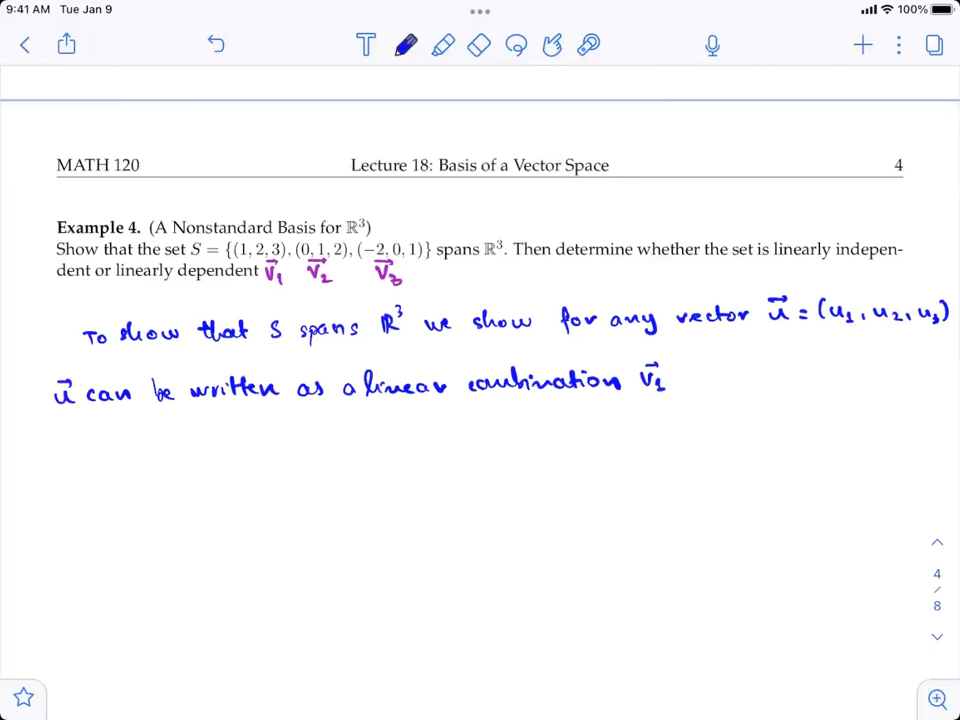 9:41 AM Tue Jan 9
100%
MATH 120 Lecture 18: Basis of a Vector Space 4
Example 4. (A Nonstandard Basis for ℝ³)
Show that the set S = {(1, 2, 3), (0, 1, 2), (−2, 0, 1)} spans ℝ³. Then determine whether the set is linearly indepen-
dent or linearly dependent v⃗₁ v⃗₂ v⃗₃
To show that S spans ℝ³ we show for any vector u⃗ = (u₁, u₂, u₃)
u⃗ can be written as a linear combination v⃗₁
4
/
8